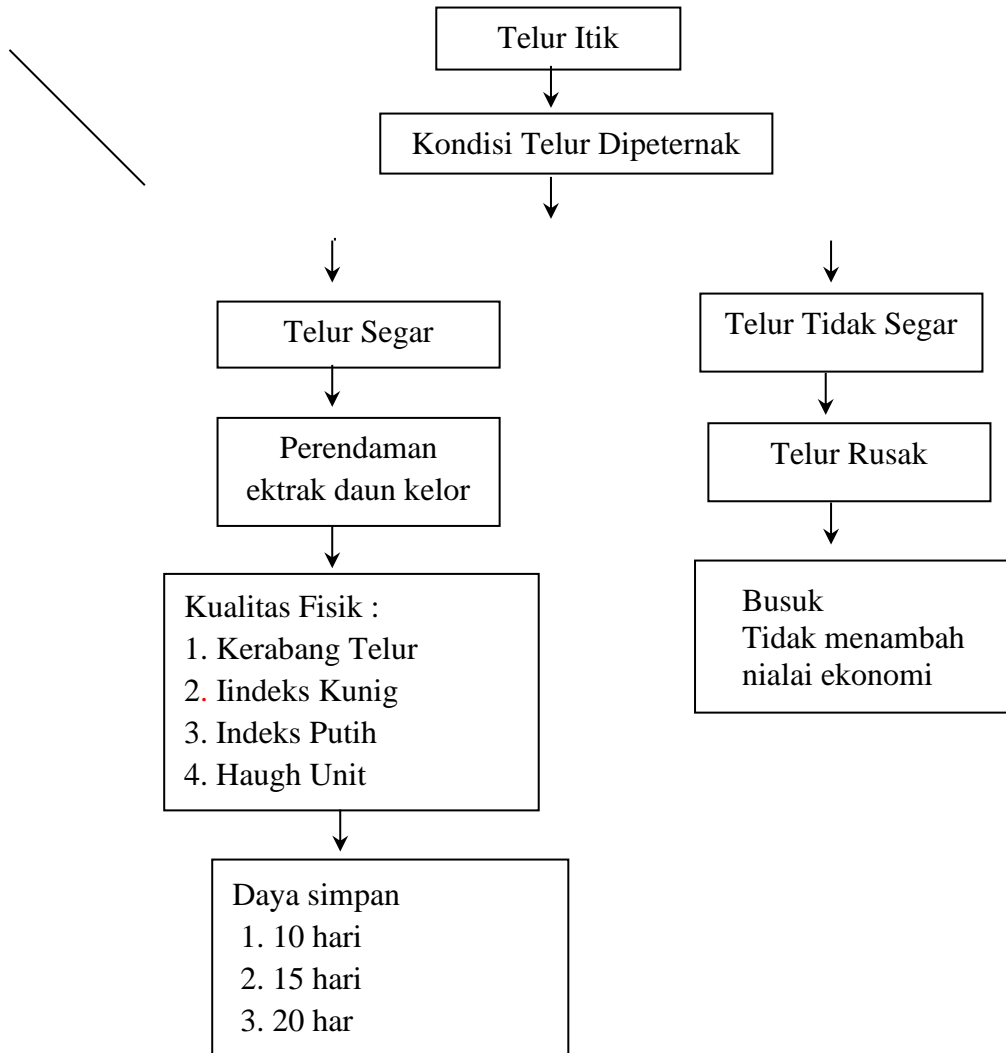 Telur Itik
Kondisi Telur Dipeternak
Telur Segar
Telur Tidak Segar
Perendaman
ektrak daun kelor
Telur Rusak
Kualitas Fisik :
1. Kerabang Telur
2. Iindeks Kunig
3. Indeks Putih
4. Haugh Unit
Busuk
Tidak menambah
nialai ekonomi
Daya simpan
1. 10 hari
2. 15 hari
3. 20 har